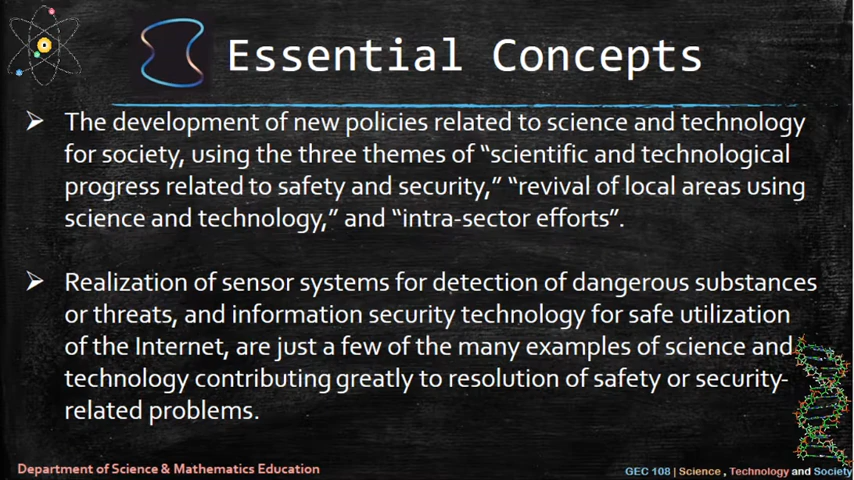 Essential Concepts
➢ The development of new policies related to science and technology
for society, using the three themes of “scientific and technological
progress related to safety and security,” “revival of local areas using
science and technology,” and “intra-sector efforts”.
➢ Realization of sensor systems for detection of dangerous substances
or threats, and information security technology for safe utilization
of the Internet, are just a few of the many examples of science and
technology contributing greatly to resolution of safety or security-
related problems.
Department of Science & Mathematics Education
GEC 108 | Science , Technology and Society